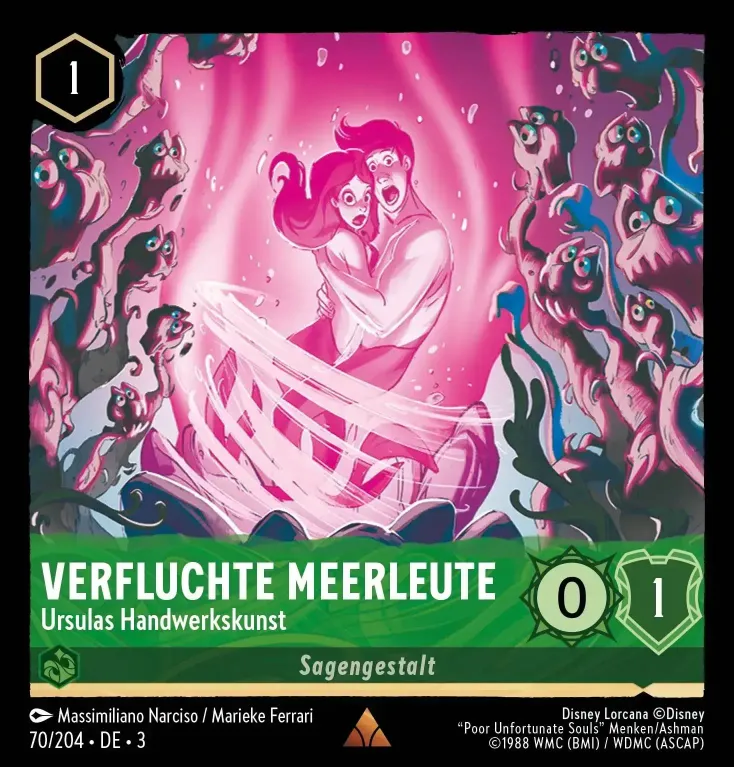 1
VERFLUCHTE MEERLEUTE
Ursulas Handwerkskunst
0
1
Sagengestalt
Massimiliano Narciso / Marieke Ferrari
70/204 • DE • 3
Disney Lorcana ©Disney
“Poor Unfortunate Souls” Menken/Ashman
©1988 WMC (BMI) / WDMC (ASCAP)